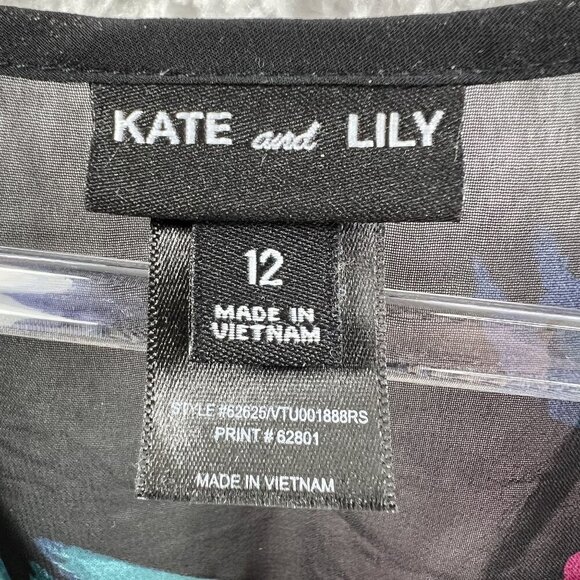 KATE and LILY
12
MADE IN
VIETNAM
STYLE #62625/VTU001888RS
PRINT # 62801
MADE IN VIETNAM